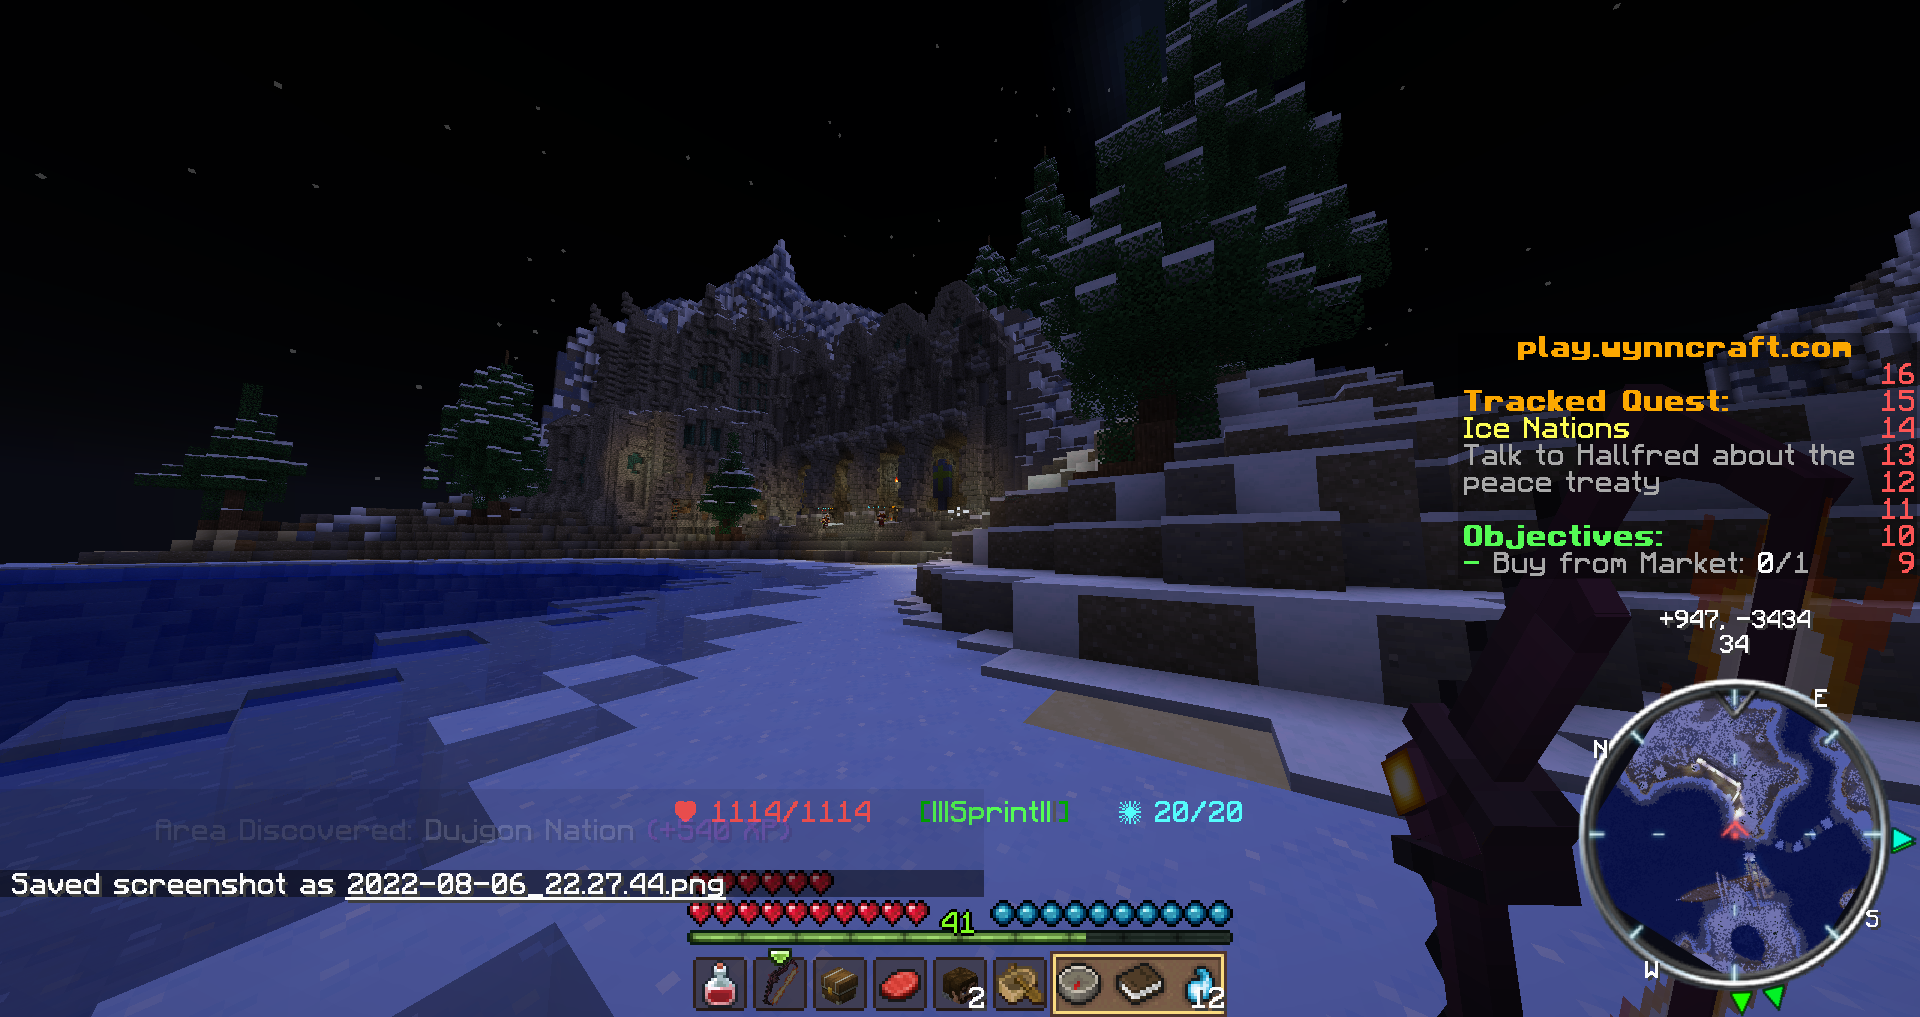 play.wynncraft.com
16
Tracked Quest: 15
Ice Nations 14
Talk to Hallfred about the 13
peace treaty 12
11
Objectives: 10
- Buy from Market: 0/1 9
+947, -3434
34
E
N
S
W
1114/1114 [|||Sprint|| ] 20/20
Area Discovered: Dujgon Nation (+540 XP)
Saved screenshot as 2022-08-06_22.27.44.png
41
2 12